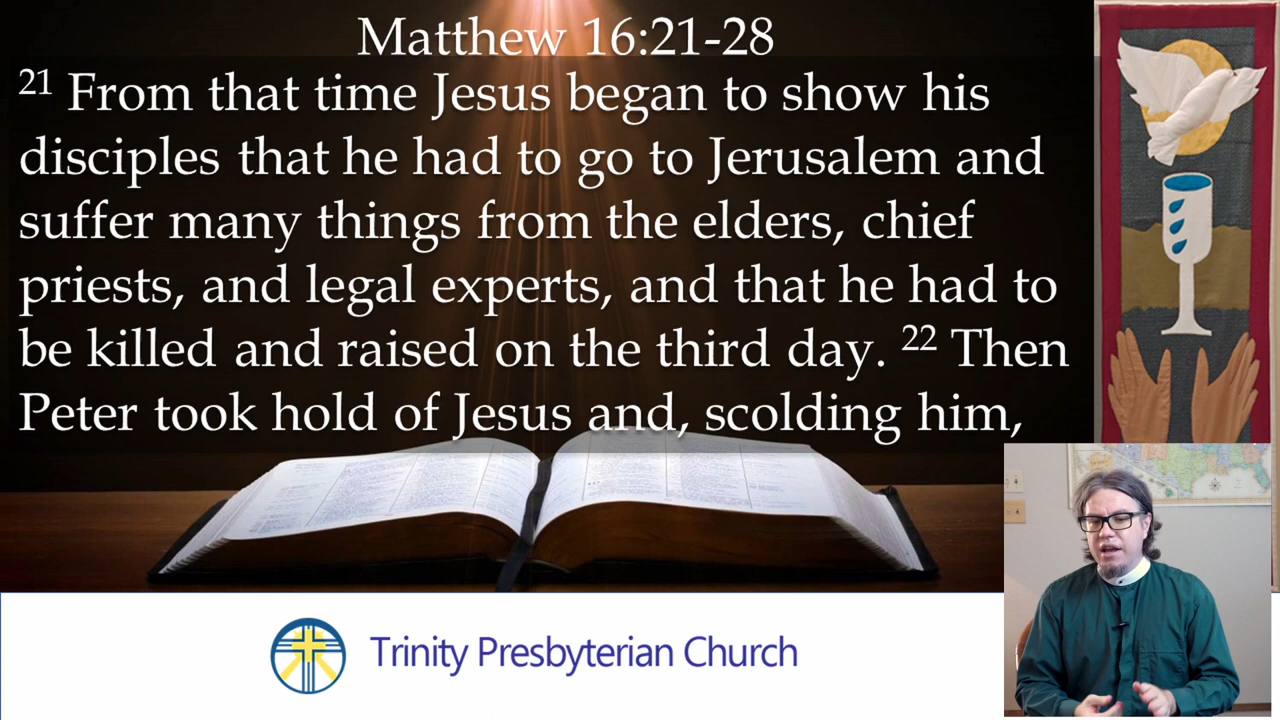 Matthew 16:21-28
21 From that time Jesus began to show his
disciples that he had to go to Jerusalem and
suffer many things from the elders, chief
priests, and legal experts, and that he had to
be killed and raised on the third day. 22 Then
Peter took hold of Jesus and, scolding him,
Trinity Presbyterian Church